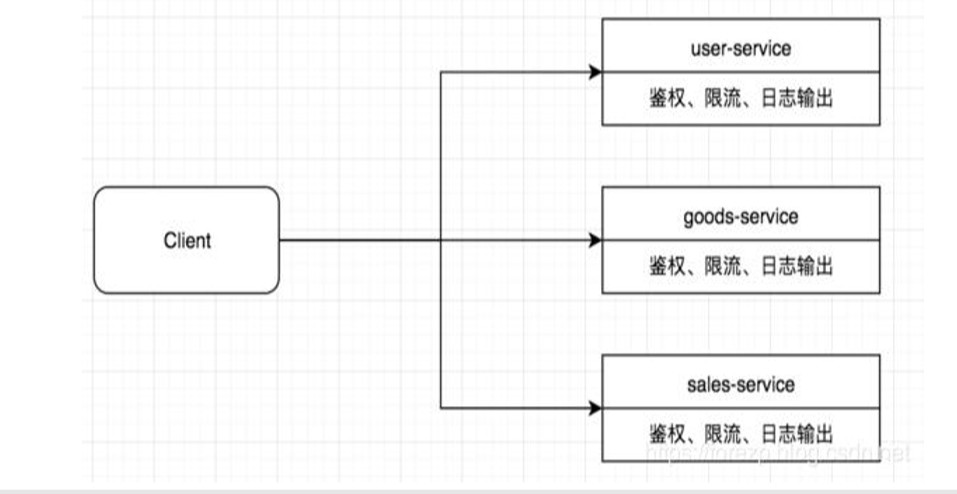 user-service
鉴权、限流、日志输出
Client
goods-service
鉴权、限流、日志输出
sales-service
鉴权、限流、日志输出
https://forezp.blog.csdn.net